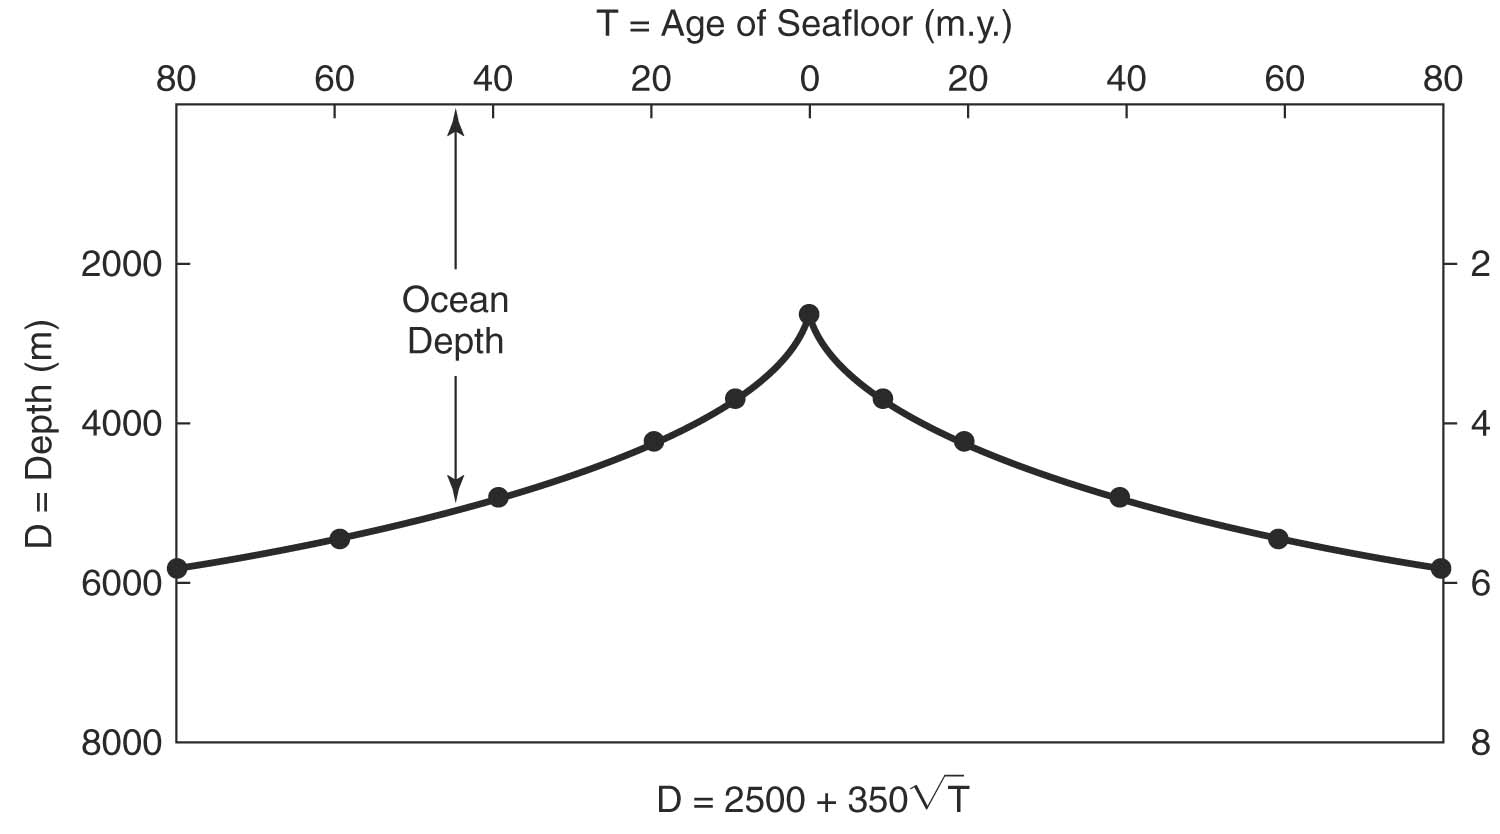 T = Age of Seafloor (m.y.)
80 60 40 20 0 20 40 60 80
2000 2
Ocean
Depth
D = Depth (m)
4000 4
6000 6
8000 8
D = 2500 + 350√T